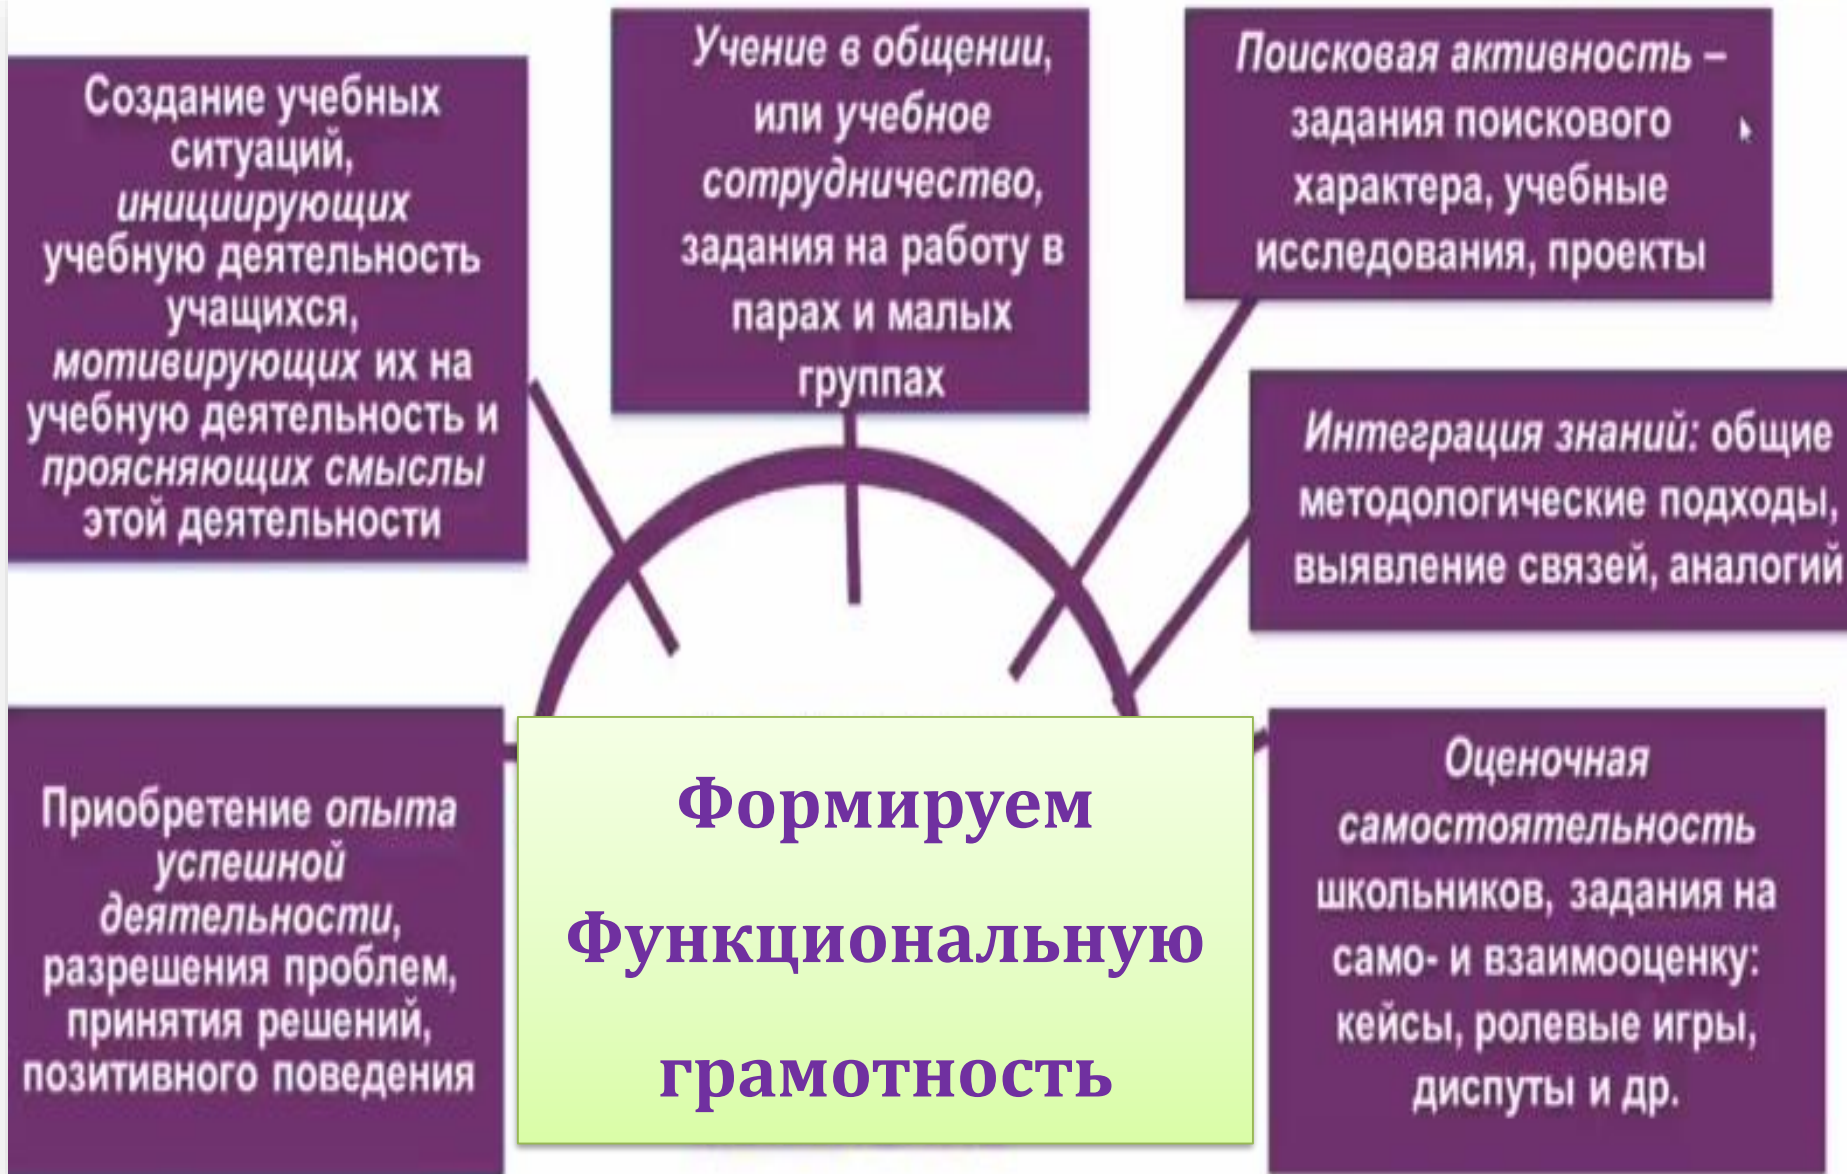 Создание учебных
ситуаций,
инициирующих
учебную деятельность
учащихся,
мотивирующих их на
учебную деятельность и
проясняющих смыслы
этой деятельности
Учение в общении,
или учебное
сотрудничество,
задания на работу в
парах и малых
группах
Поисковая активность –
задания поискового
характера, учебные
исследования, проекты
Интеграция знаний: общие
методологические подходы,
выявление связей, аналогий
Приобретение опыта
успешной
деятельности,
разрешения проблем,
принятия решений,
позитивного поведения
Формируем
Функциональную
грамотность
Оценочная
самостоятельность
школьников, задания на
само- и взаимооценку:
кейсы, ролевые игры,
диспуты и др.